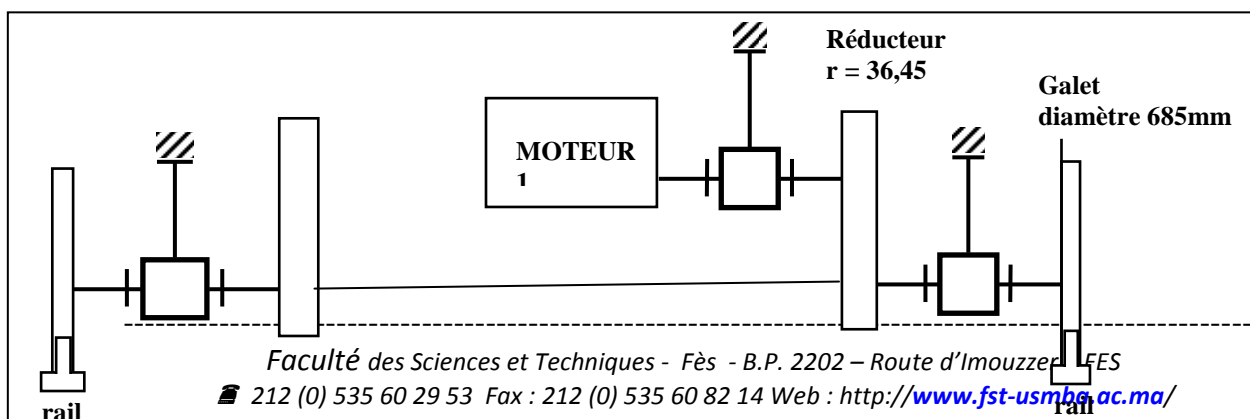 Réducteur
r = 36,45
Galet
diamètre 685mm
MOTEUR
1
Faculté des Sciences et Techniques - Fès - B.P. 2202 – Route d'Imouzzer FES
☎ 212 (0) 535 60 29 53 Fax : 212 (0) 535 60 82 14 Web : http://www.fst-usmba.ac.ma/
rail
rail